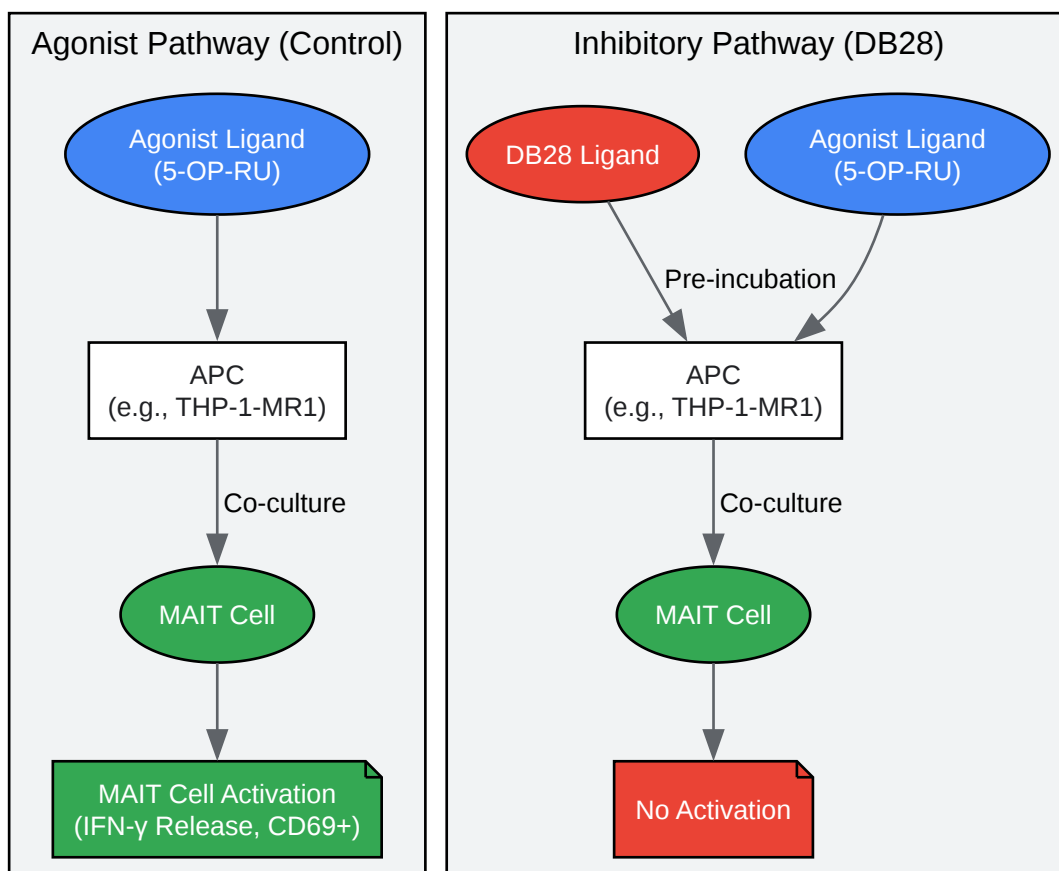 Agonist Pathway (Control)
Agonist Ligand
(5-OP-RU)
APC
(e.g., THP-1-MR1)
Co-culture
MAIT Cell
MAIT Cell Activation
(IFN-γ Release, CD69+)
Inhibitory Pathway (DB28)
DB28 Ligand
Agonist Ligand
(5-OP-RU)
Pre-incubation
APC
(e.g., THP-1-MR1)
Co-culture
MAIT Cell
No Activation